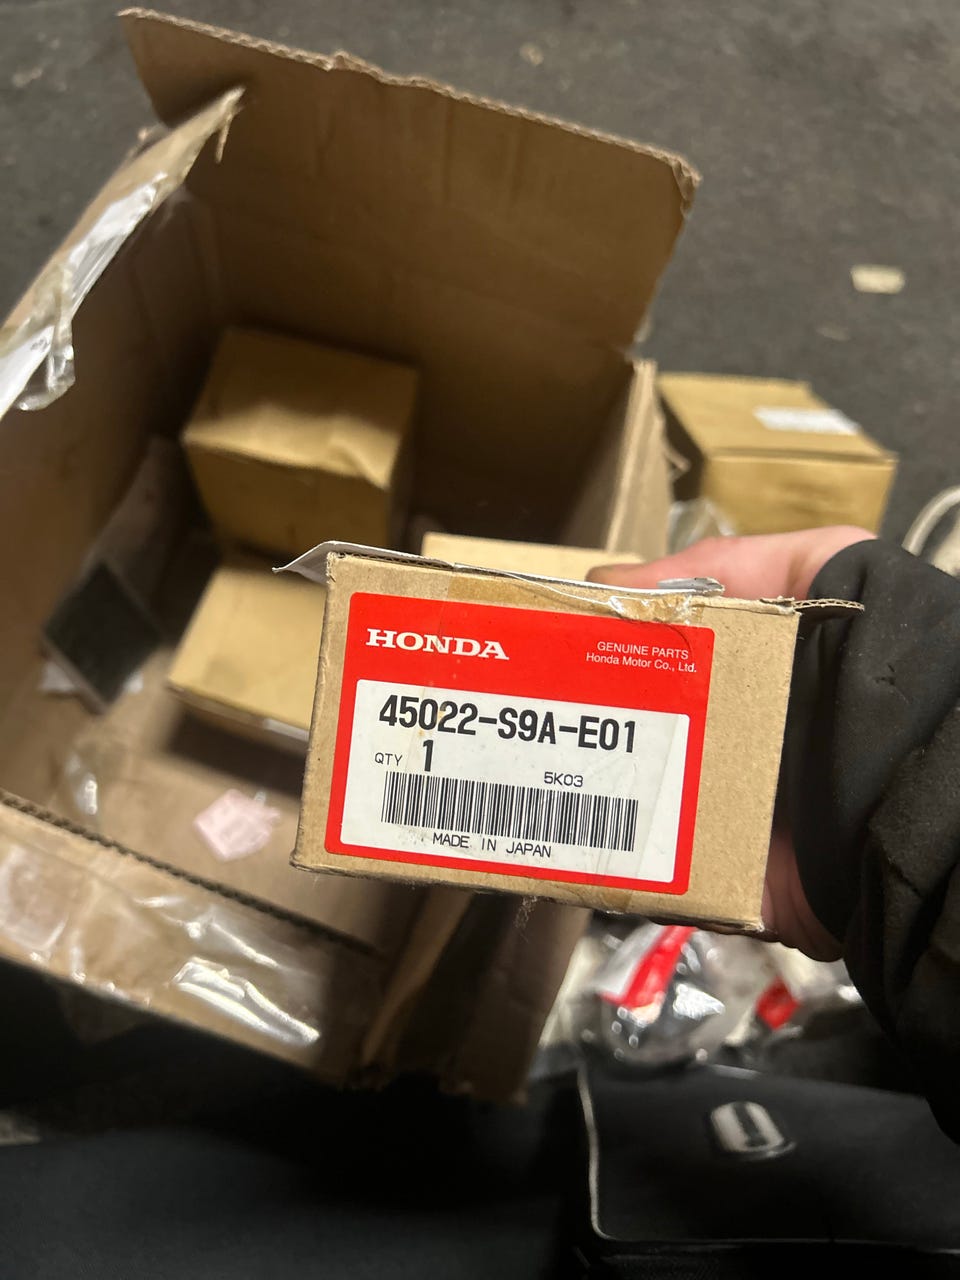 HONDA
GENUINE PARTS
Honda Motor Co., Ltd.
45022-S9A-E01
QTY 1
5K03
MADE IN JAPAN